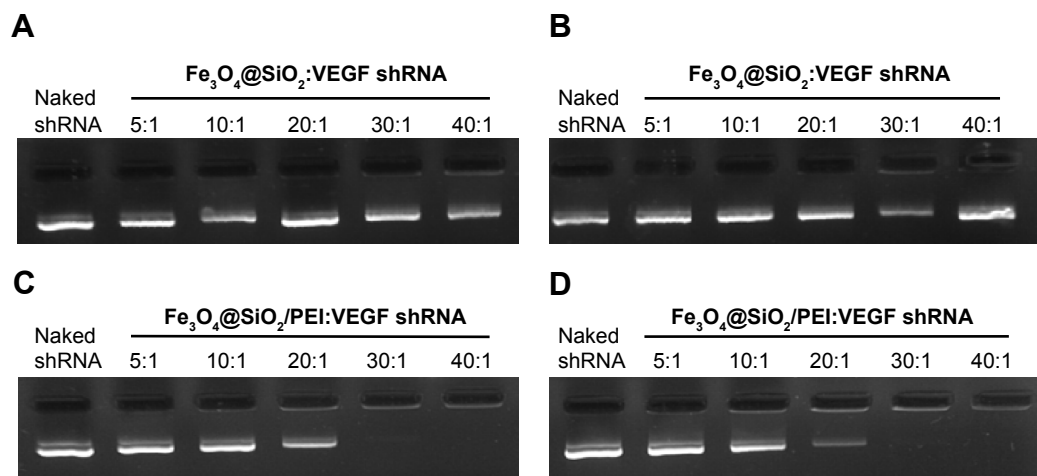 A
Fe₃O₄@SiO₂:VEGF shRNA
Naked
shRNA 5:1 10:1 20:1 30:1 40:1
B
Fe₃O₄@SiO₂:VEGF shRNA
Naked
shRNA 5:1 10:1 20:1 30:1 40:1
C
Fe₃O₄@SiO₂/PEI:VEGF shRNA
Naked
shRNA 5:1 10:1 20:1 30:1 40:1
D
Fe₃O₄@SiO₂/PEI:VEGF shRNA
Naked
shRNA 5:1 10:1 20:1 30:1 40:1